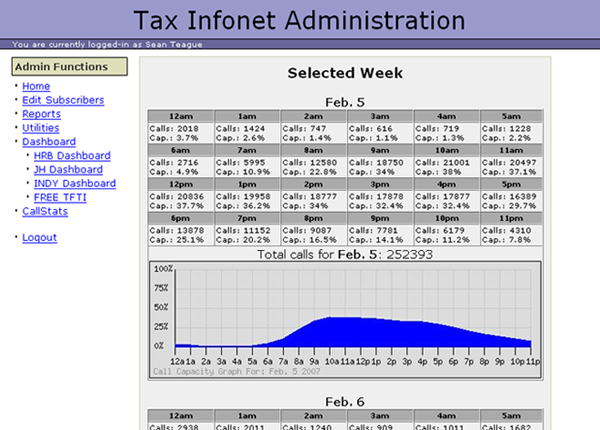 Tax Infonet Administration
You are currently logged-in as Sean Teague
Admin Functions
Home
Edit Subscribers
Reports
Utilities
Dashboard
HRB Dashboard
JH Dashboard
INDY Dashboard
FREE TFTI
CallStats
Logout
Selected Week
Feb. 5
12am 1am 2am 3am 4am 5am
Calls: 2018 Calls: 1424 Calls: 747 Calls: 616 Calls: 719 Calls: 1228
Cap.: 3.7% Cap.: 2.6% Cap.: 1.4% Cap.: 1.1% Cap.: 1.3% Cap.: 2.2%
6am 7am 8am 9am 10am 11am
Calls: 2716 Calls: 5995 Calls: 12580 Calls: 18750 Calls: 21001 Calls: 20497
Cap.: 4.9% Cap.: 10.9% Cap.: 22.8% Cap.: 34% Cap.: 38% Cap.: 37.1%
12pm 1pm 2pm 3pm 4pm 5pm
Calls: 20836 Calls: 19958 Calls: 18777 Calls: 17878 Calls: 17877 Calls: 16389
Cap.: 37.7% Cap.: 36.2% Cap.: 34% Cap.: 32.4% Cap.: 32.4% Cap.: 29.7%
6pm 7pm 8pm 9pm 10pm 11pm
Calls: 13878 Calls: 11152 Calls: 9087 Calls: 7781 Calls: 6179 Calls: 4310
Cap.: 25.1% Cap.: 20.2% Cap.: 16.5% Cap.: 14.1% Cap.: 11.2% Cap.: 7.8%
Total calls for Feb. 5: 252393
100%
75%
50%
25%
0%
12a 1a 2a 3a 4a 5a 6a 7a 8a 9a 10a 11a 12p 1p 2p 3p 4p 5p 6p 7p 8p 9p 10p 11p
Call Capacity Graph For: Feb. 5 2007
Feb. 6
12am 1am 2am 3am 4am 5am
Calls: 2938 Calls: 2011 Calls: 1240 Calls: 909 Calls: 1011 Calls: 1682